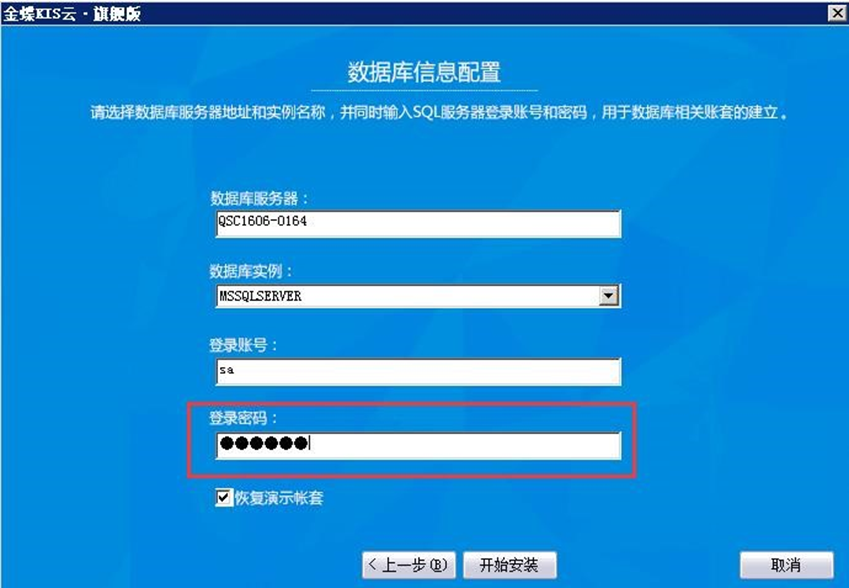 金蝶KIS云·旗舰版
数据库信息配置
请选择数据库服务器地址和实例名称，并同时输入SQL服务器登录账号和密码，用于数据库相关账套的建立。
数据库服务器：
QSC1606-0164
数据库实例：
MSSQLSERVER
登录账号：
sa
登录密码：
●●●●●●
恢复演示帐套
<上一步(B)
开始安装
取消